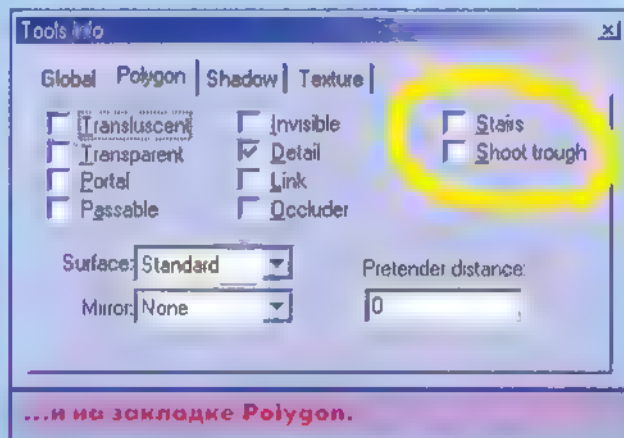 Tools Info
Global Polygon Shadow Texture
Transluscent Invisible Stairs
Transparent Detail Shoot trough
Portal Link
Passable Occluder
Surface: Standard Pretender distance:
Mirror: None 0
...и на закладке Polygon.